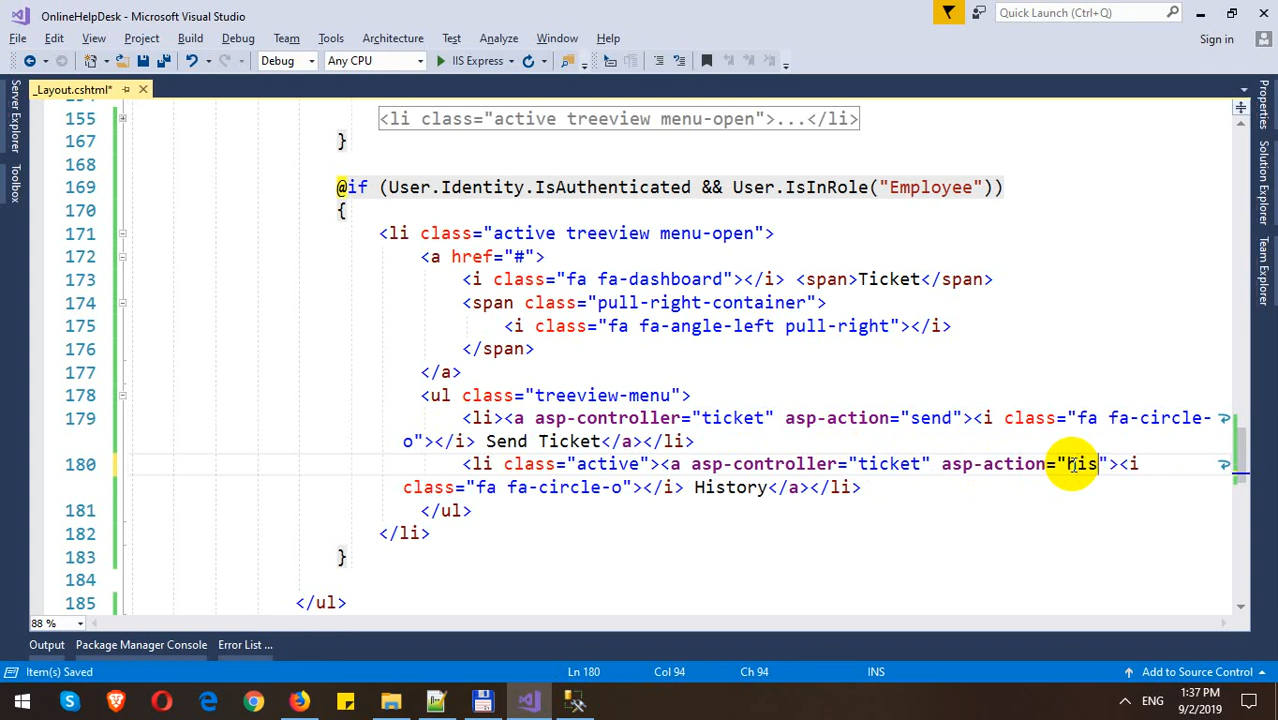 OnlineHelpDesk - Microsoft Visual Studio
Quick Launch (Ctrl+Q)
File Edit View Project Build Debug Team Tools Architecture Test Analyze Window Help
Sign in
Debug Any CPU IIS Express
_Layout.cshtml*
Server Explorer
Toolbox
Properties
Solution Explorer
Team Explorer
155 <li class="active treeview menu-open">...</li>
167 }
168
169 @if (User.Identity.IsAuthenticated && User.IsInRole("Employee"))
170 {
171 <li class="active treeview menu-open">
172 <a href="#">
173 <i class="fa fa-dashboard"></i> <span>Ticket</span>
174 <span class="pull-right-container">
175 <i class="fa fa-angle-left pull-right"></i>
176 </span>
177 </a>
178 <ul class="treeview-menu">
179 <li><a asp-controller="ticket" asp-action="send"><i class="fa fa-circle-
o"></i> Send Ticket</a></li>
180 <li class="active"><a asp-controller="ticket" asp-action="his"><i
class="fa fa-circle-o"></i> History</a></li>
181 </ul>
182 </li>
183 }
184
185 </ul>
88 %
Output Package Manager Console Error List ...
Item(s) Saved Ln 180 Col 94 Ch 94 INS Add to Source Control
ENG 1:37 PM
9/2/2019